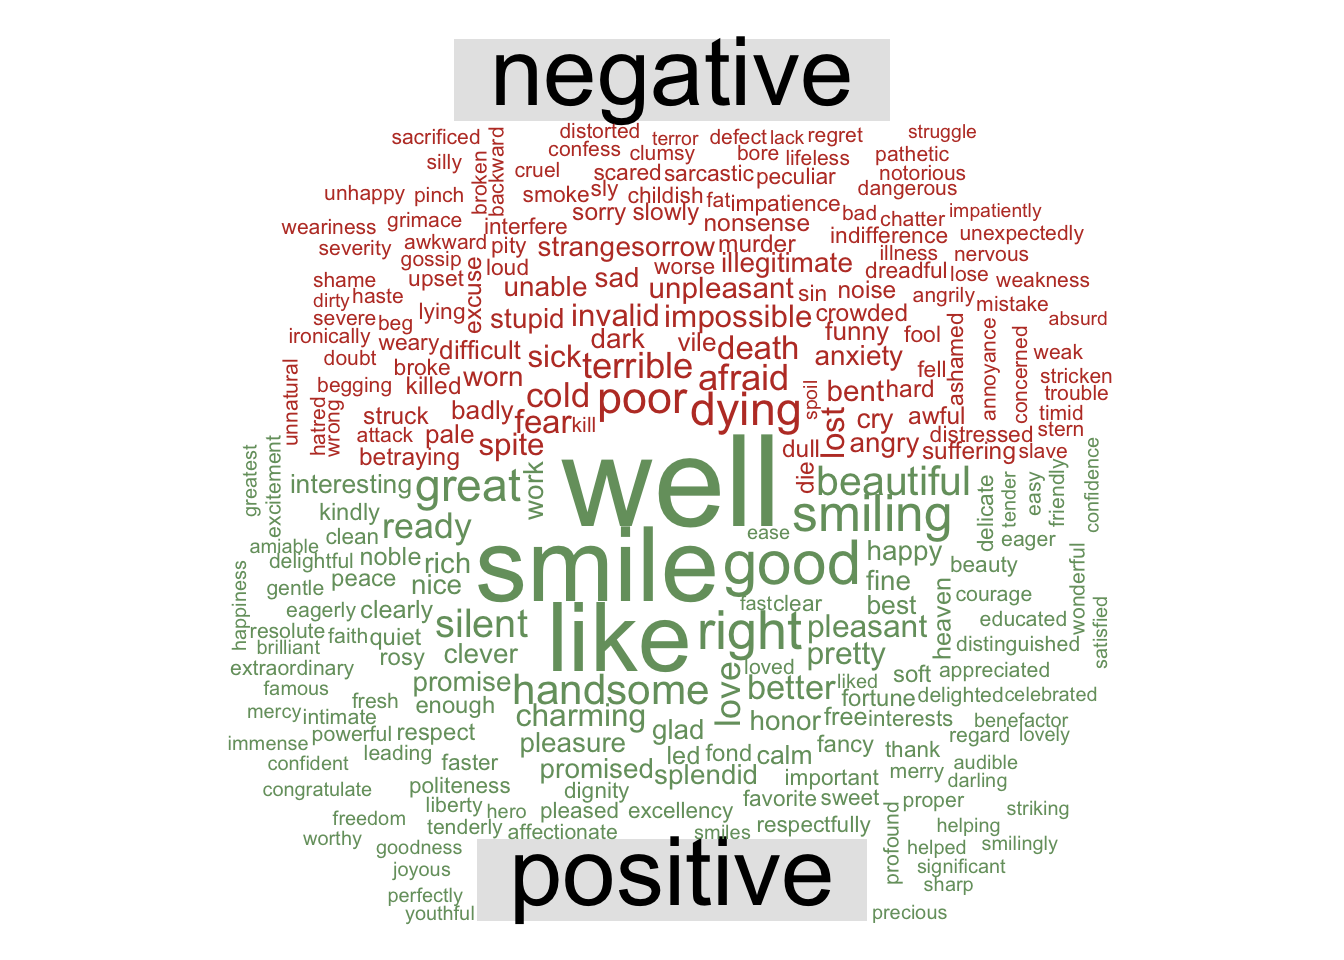 negative
sacrificed distorted terror defect lack regret struggle
silly broken backward confess clumsy bore lifeless pathetic
cruel scared sarcastic peculiar notorious
unhappy pinch smoke sly childish fat impatience dangerous
weariness grimace interfere sorry slowly nonsense bad chatter impatiently
severity awkward pity strange sorrow murder indifference unexpectedly
gossip loud worse illegitimate illness nervous
shame upset excuse unable sad unpleasant dreadful lose weakness
dirty haste lying sin noise angrily mistake
severe beg stupid invalid impossible crowded absurd
ironically weary difficult dark vile death funny fool
doubt broke sick terrible anxiety ashamed annoyance concerned weak
unnatural begging killed worn afraid fell stricken
hatred wrong struck badly cold poor dying spoil bent hard trouble
attack pale fear kill lost cry awful timid
betraying spite angry distressed stern
dull suffering slave
die
well
greatest excitement interesting great work beautiful delicate tender easy friendly confidence
kindly ready smiling
clean ease eager
amiable delightful noble rich smile good happy beauty wonderful
happiness gentle peace nice fine courage
eagerly clearly fast clear best heaven educated satisfied
resolute faith quiet silent like right pleasant distinguished
brilliant rosy clever pretty
extraordinary loved soft appreciated
famous promise handsome love better liked delighted celebrated
fresh enough fortune
mercy intimate charming honor free interests benefactor
powerful respect glad regard lovely
immense leading pleasure led fond calm fancy thank audible
confident faster promised splendid important merry darling
congratulate politeness dignity favorite sweet proper
liberty hero pleased excellency striking
freedom tenderly affectionate smiles respectfully profound helping
worthy goodness helped smilingly
joyous significant
perfectly sharp
youthful precious
positive